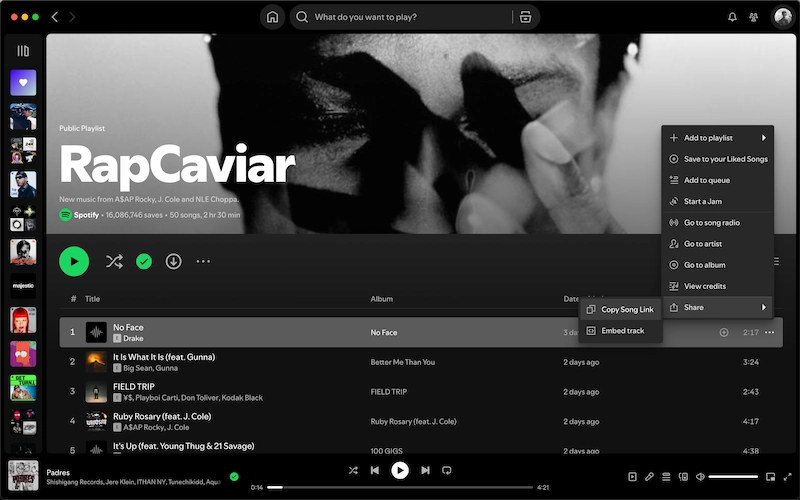 What do you want to play?
Public Playlist
RapCaviar
New music from A$AP Rocky, J. Cole and NLE Choppa.
Spotify • 16,086,746 saves • 50 songs, 2 hr 30 min
Add to playlist
Save to your Liked Songs
Add to queue
Start a Jam
Go to song radio
Go to artist
Go to album
View credits
Share
Copy Song Link
Embed track
# Title Album
1 No Face No Face 2:17
E Drake
2 It Is What It Is (feat. Gunna) Better Me Than You 2 days ago 3:24
E Big Sean, Gunna
3 FIELD TRIP FIELD TRIP 2 days ago 2:43
E ¥$, Playboi Carti, Don Toliver, Kodak Black
4 Ruby Rosary (feat. J. Cole) Ruby Rosary (feat. J. Cole) 2 days ago 4:17
E A$AP Rocky, J. Cole
5 It's Up (feat. Young Thug & 21 Savage) 100 GIGS 2 days ago 4:38
majestic
Padres
Shishigang Records, Jere Klein, ITHAN NY, Tunechikidd, Aqua
0:14 4:21